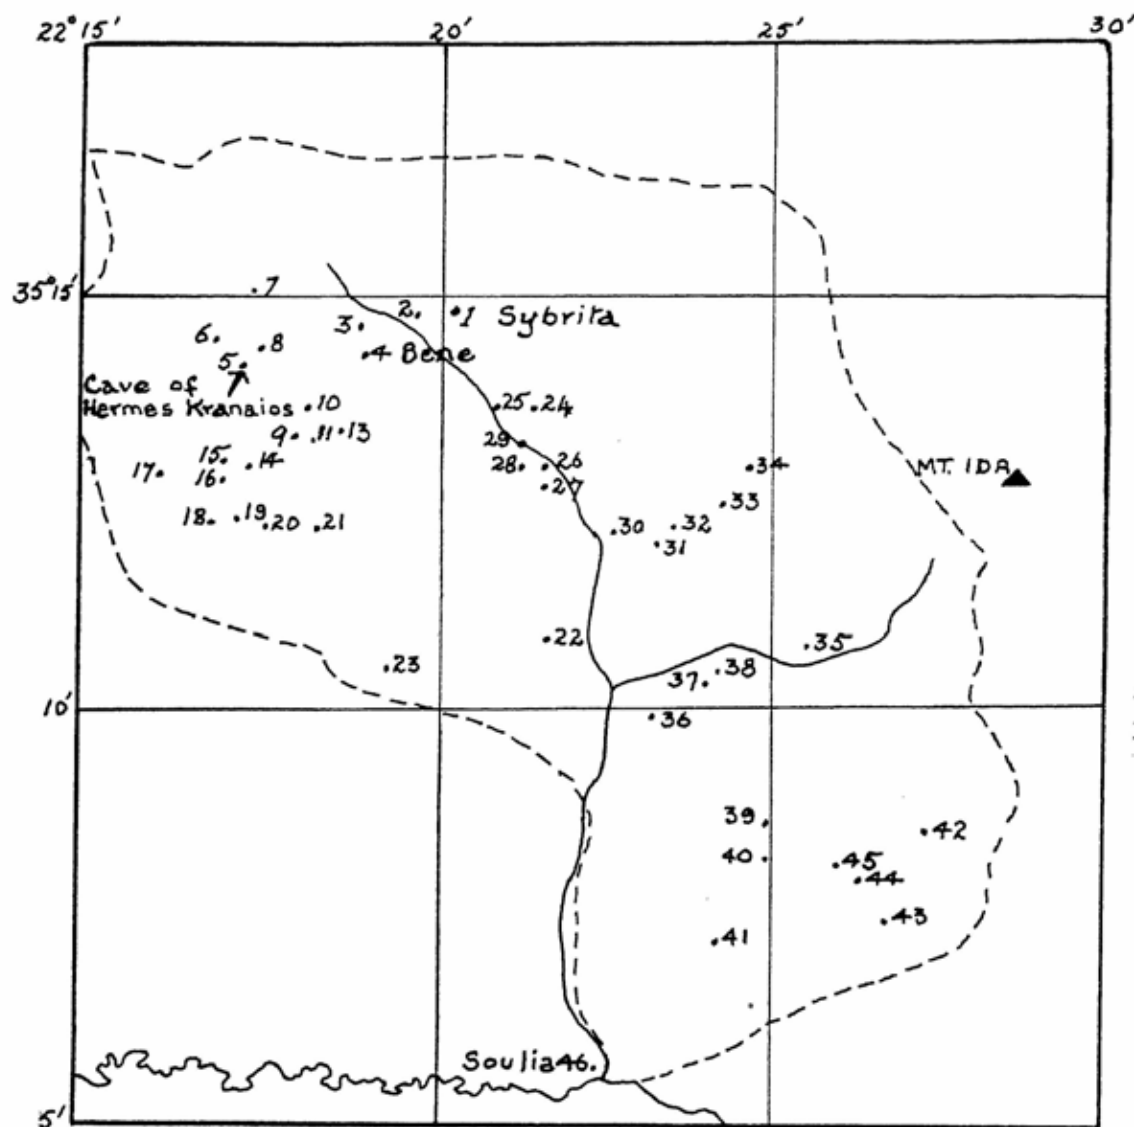 22° 15' 20' 25' 30'
7
35° 15'
2 1 Sybrita
3
6 8 4 Bene
5
Cave of
Hermes Kranaios 10 25 24
9 11 13 29
15 14 28 26 34 MT. IDA
17 16 27
18 19 20 21 33
30 32
31
22 35
23 37 38
10' 36
39 42
40 45
44
43
41
Soulia 46.
5'